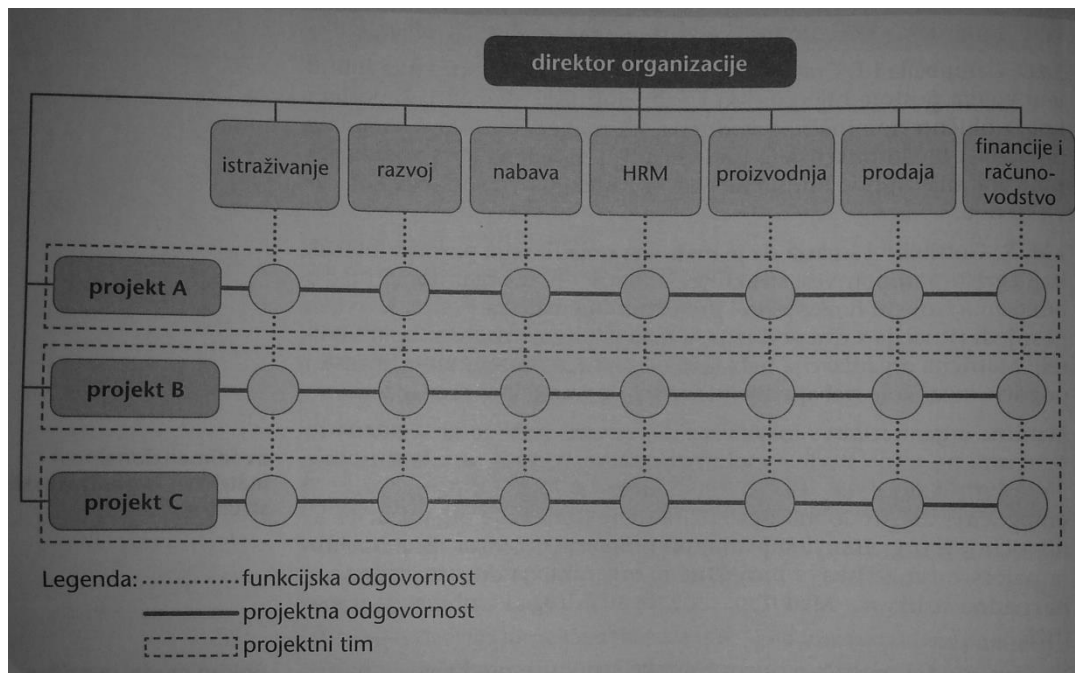 direktor organizacije
istraživanje
razvoj
nabava
HRM
proizvodnja
prodaja
financije i
računo-
vodstvo
projekt A
projekt B
projekt C
Legenda: funkcijska odgovornost
projektna odgovornost
projektni tim